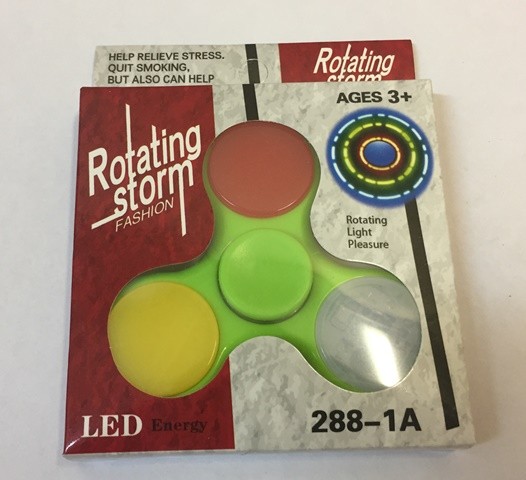 HELP RELIEVE STRESS.
QUIT SMOKING,
BUT ALSO CAN HELP
Rotating
storm
AGES 3+
Rotating
storm
FASHION
Rotating
Light
Pleasure
LED Energy
288-1A